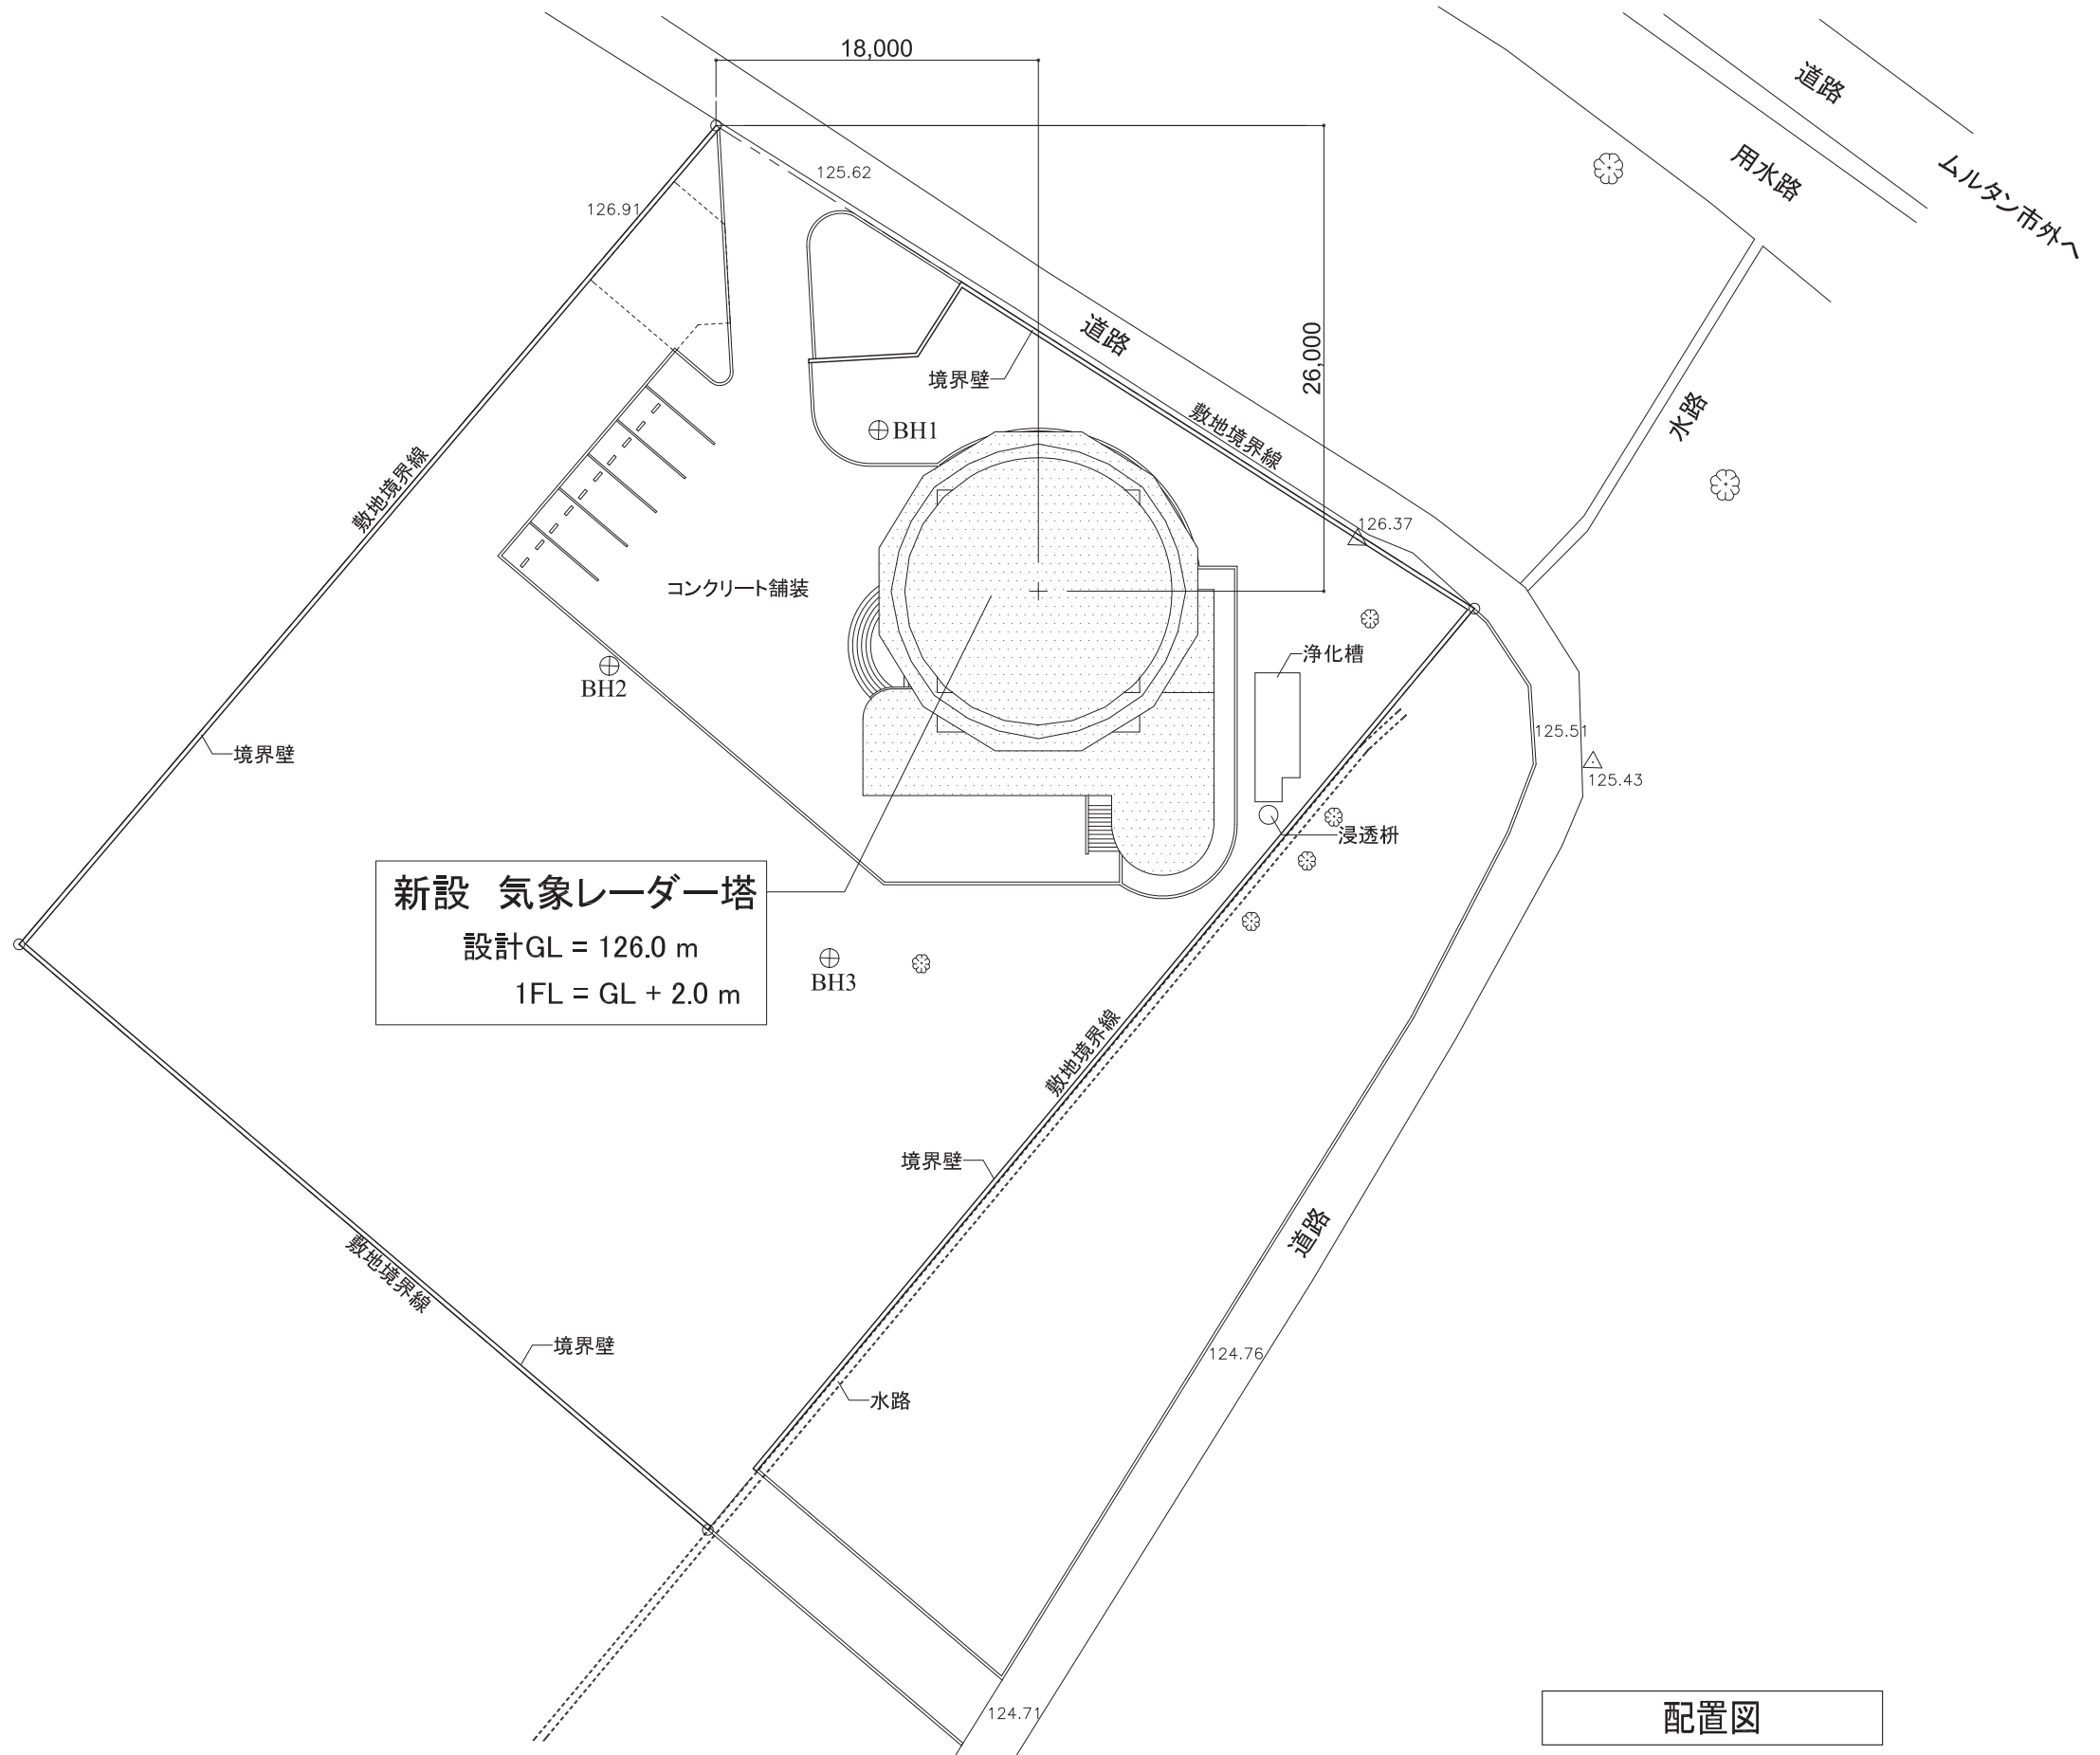 18,000
道路
用水路
ムルタン市外へ
125.62
126.91
道路
26,000
境界壁
敷地境界線
水路
BH1
敷地境界線
126.37
コンクリート舗装
浄化槽
BH2
境界壁
125.51
125.43
浸透枡
新設 気象レーダー塔
設計GL = 126.0 m
1FL = GL + 2.0 m
BH3
敷地境界線
境界壁
道路
敷地境界線
境界壁
124.76
水路
124.71
配置図